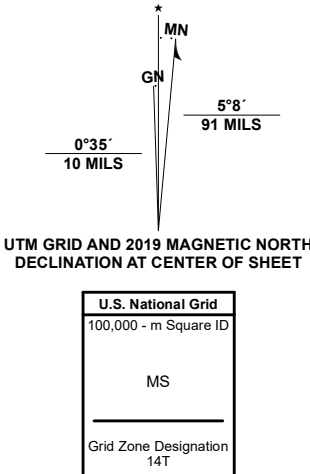 ★
MN
GN
5°8´
91 MILS
0°35´
10 MILS
UTM GRID AND 2019 MAGNETIC NORTH
DECLINATION AT CENTER OF SHEET
U.S. National Grid
100,000 - m Square ID
MS
Grid Zone Designation
14T